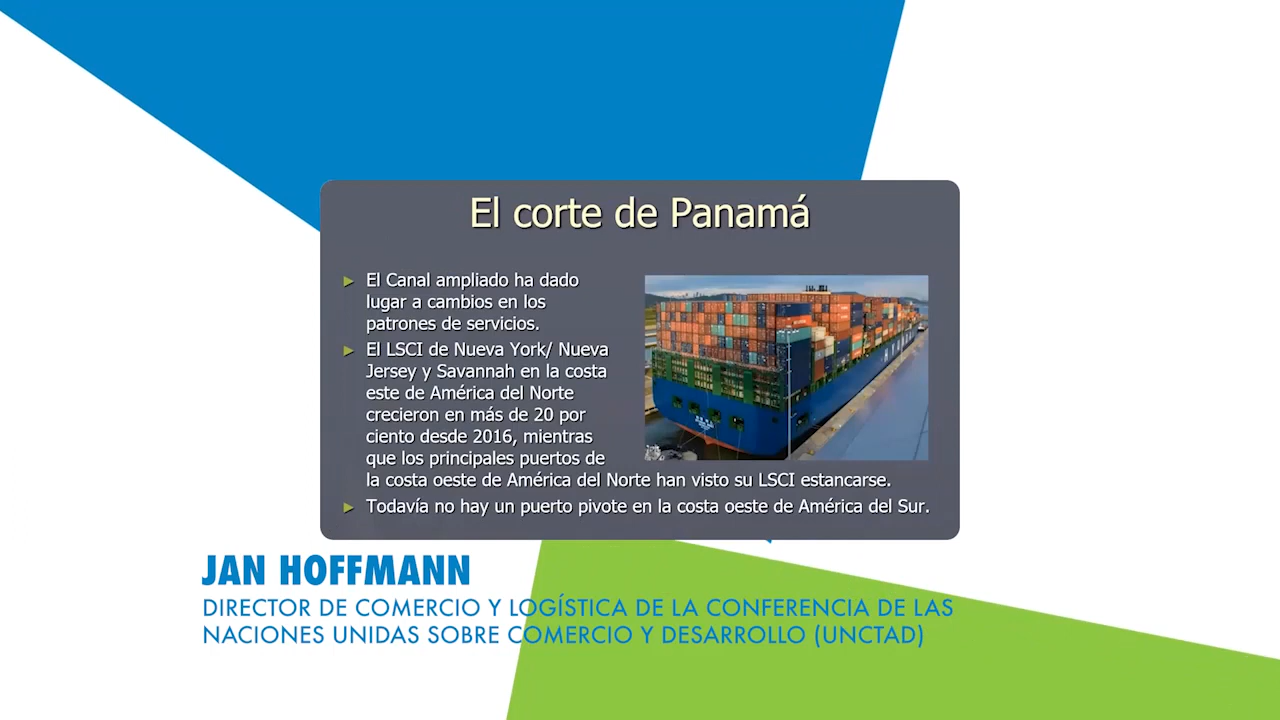 El corte de Panamá
El Canal ampliado ha dado
lugar a cambios en los
patrones de servicios.
El LSCI de Nueva York/ Nueva
Jersey y Savannah en la costa
este de América del Norte
crecieron en más de 20 por
ciento desde 2016, mientras
que los principales puertos de
la costa oeste de América del Norte han visto su LSCI estancarse.
Todavía no hay un puerto pivote en la costa oeste de América del Sur.
JAN HOFFMANN
DIRECTOR DE COMERCIO Y LOGÍSTICA DE LA CONFERENCIA DE LAS
NACIONES UNIDAS SOBRE COMERCIO Y DESARROLLO (UNCTAD)